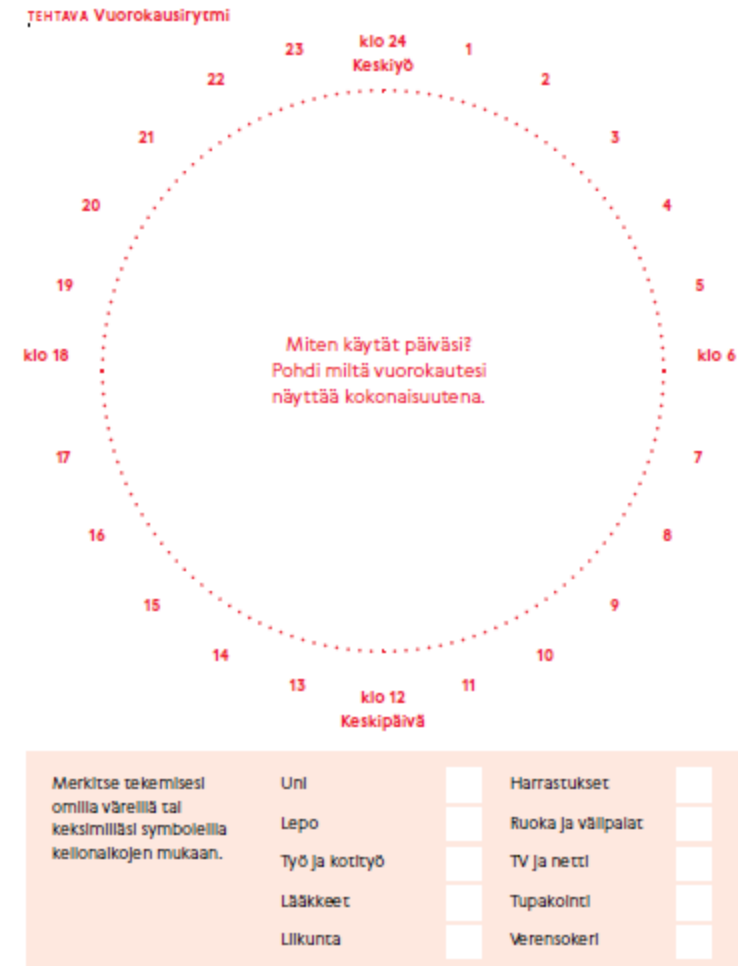 TEHTAVA Vuorokausirytmi
klo 24
Keskiyö
1
2
3
4
5
klo 6
7
8
9
10
11
klo 12
Keskipäivä
13
14
15
16
17
klo 18
19
20
21
22
23
Miten käytät päiväsi?
Pohdi miltä vuorokautesi
näyttää kokonaisuutena.
Merkitse tekemisesi
omilla väreillä tai
keksimilläsi symboleilla
kellonaikojen mukaan.
Uni
Lepo
Työ ja kotityö
Lääkkeet
Liikunta
Harrastukset
Ruoka ja välipalat
TV ja netti
Tupakointi
Verensokeri